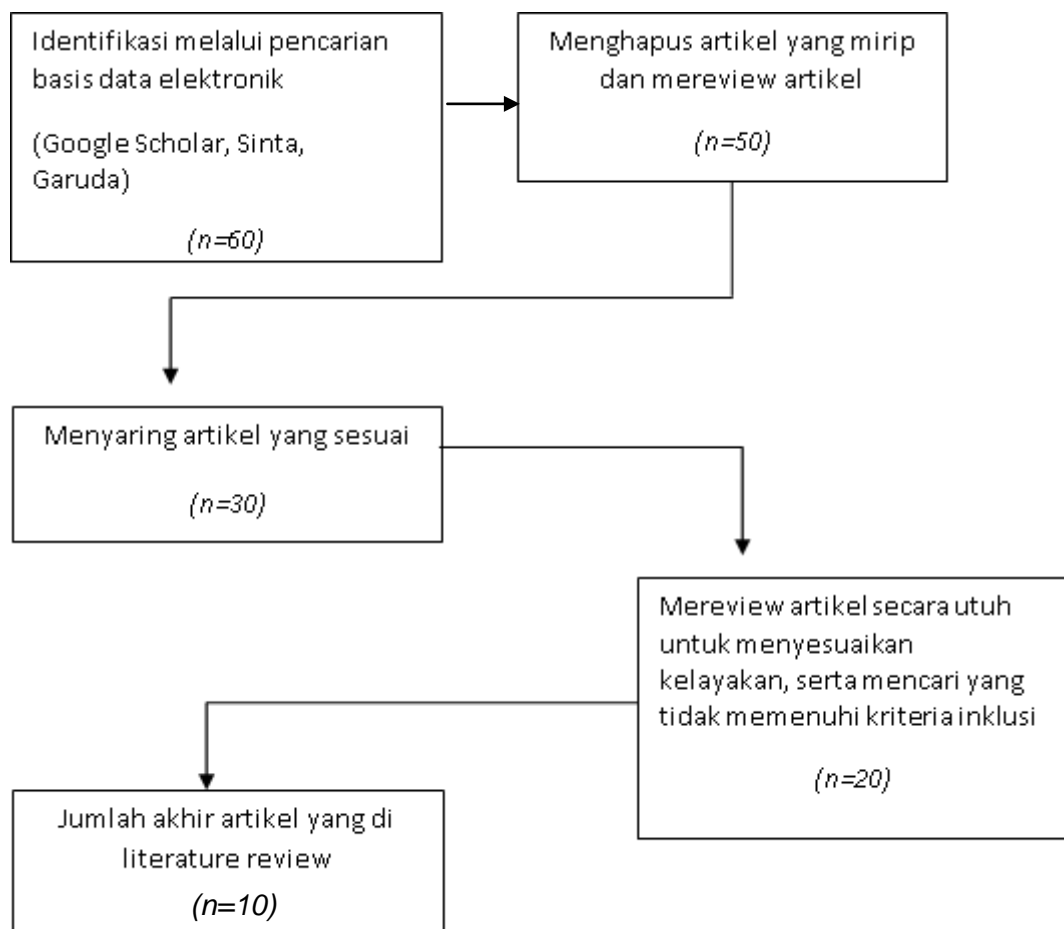 Identifikasi melalui pencarian
basis data elektronik
(Google Scholar, Sinta,
Garuda)
(n=60)
Menghapus artikel yang mirip
dan mereview artikel
(n=50)
Menyaring artikel yang sesuai
(n=30)
Mereview artikel secara utuh
untuk menyesuaikan
kelayakan, serta mencari yang
tidak memenuhi kriteria inklusi
(n=20)
Jumlah akhir artikel yang di
literature review
(n=10)